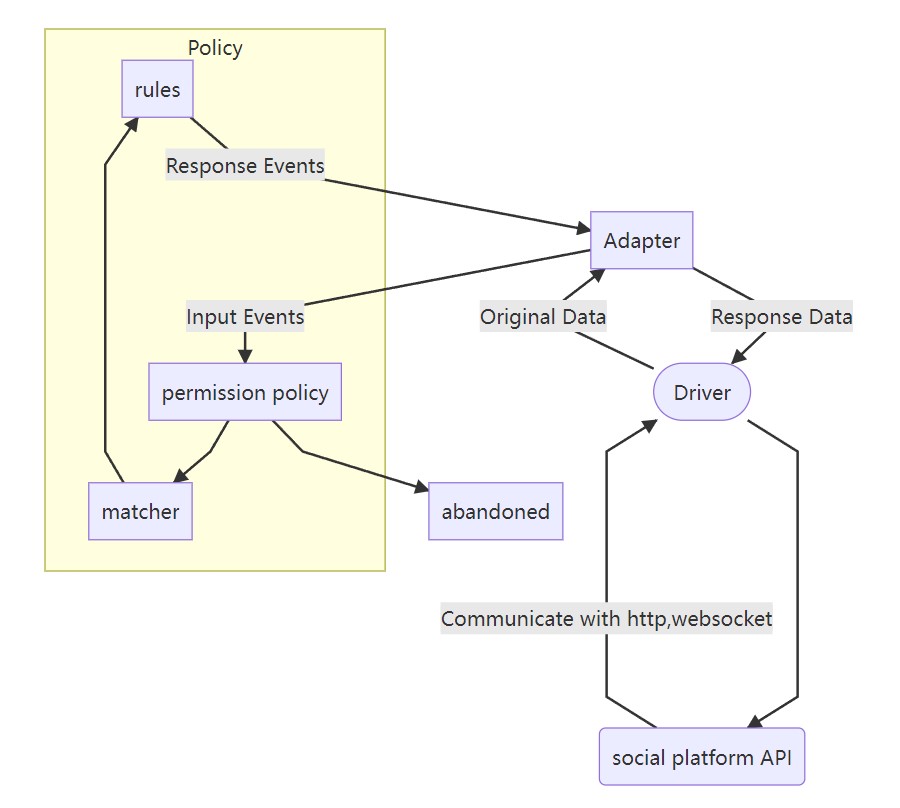 Policy
rules
Response Events
Adapter
Input Events
Original Data
Response Data
permission policy
Driver
matcher
abandoned
Communicate with http,websocket
social platform API